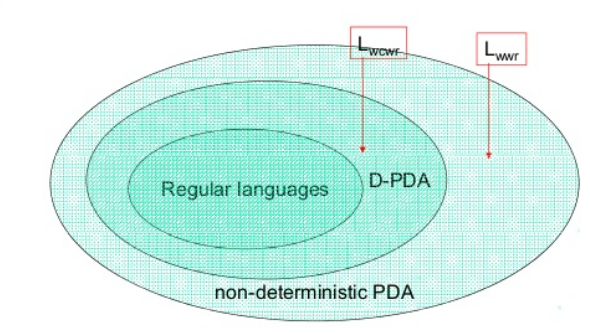 Lwcwr
Lwwr
Regular languages
D-PDA
non-deterministic PDA